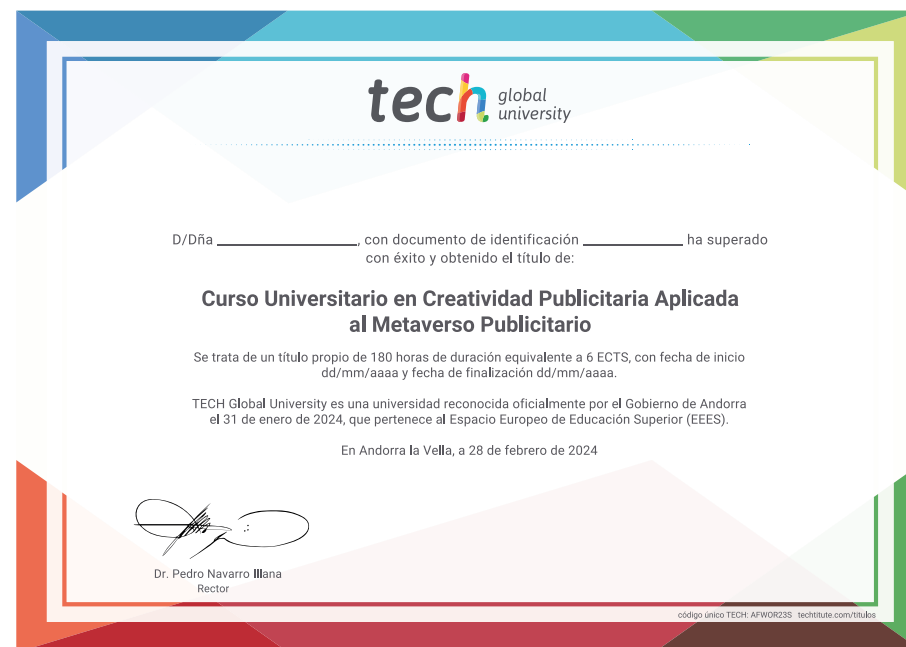 tech global
university
D/Dña ____________, con documento de identificación ____________ ha superado
con éxito y obtenido el título de:
Curso Universitario en Creatividad Publicitaria Aplicada
al Metaverso Publicitario
Se trata de un título propio de 180 horas de duración equivalente a 6 ECTS, con fecha de inicio
dd/mm/aaaa y fecha de finalización dd/mm/aaaa.
TECH Global University es una universidad reconocida oficialmente por el Gobierno de Andorra
el 31 de enero de 2024, que pertenece al Espacio Europeo de Educación Superior (EEES).
En Andorra la Vella, a 28 de febrero de 2024
Dr. Pedro Navarro Illana
Rector
código único TECH: AFWOR23S techtitute.com/titulos